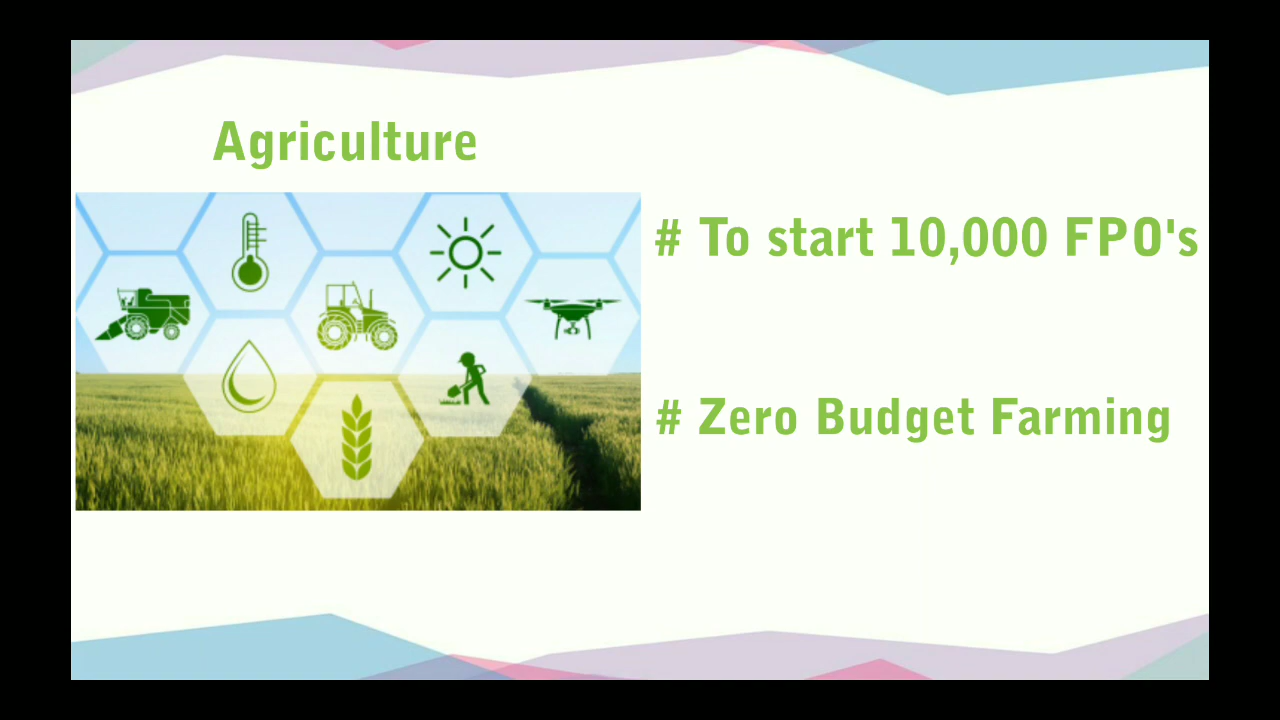 Agriculture
# To start 10,000 FPO's
# Zero Budget Farming